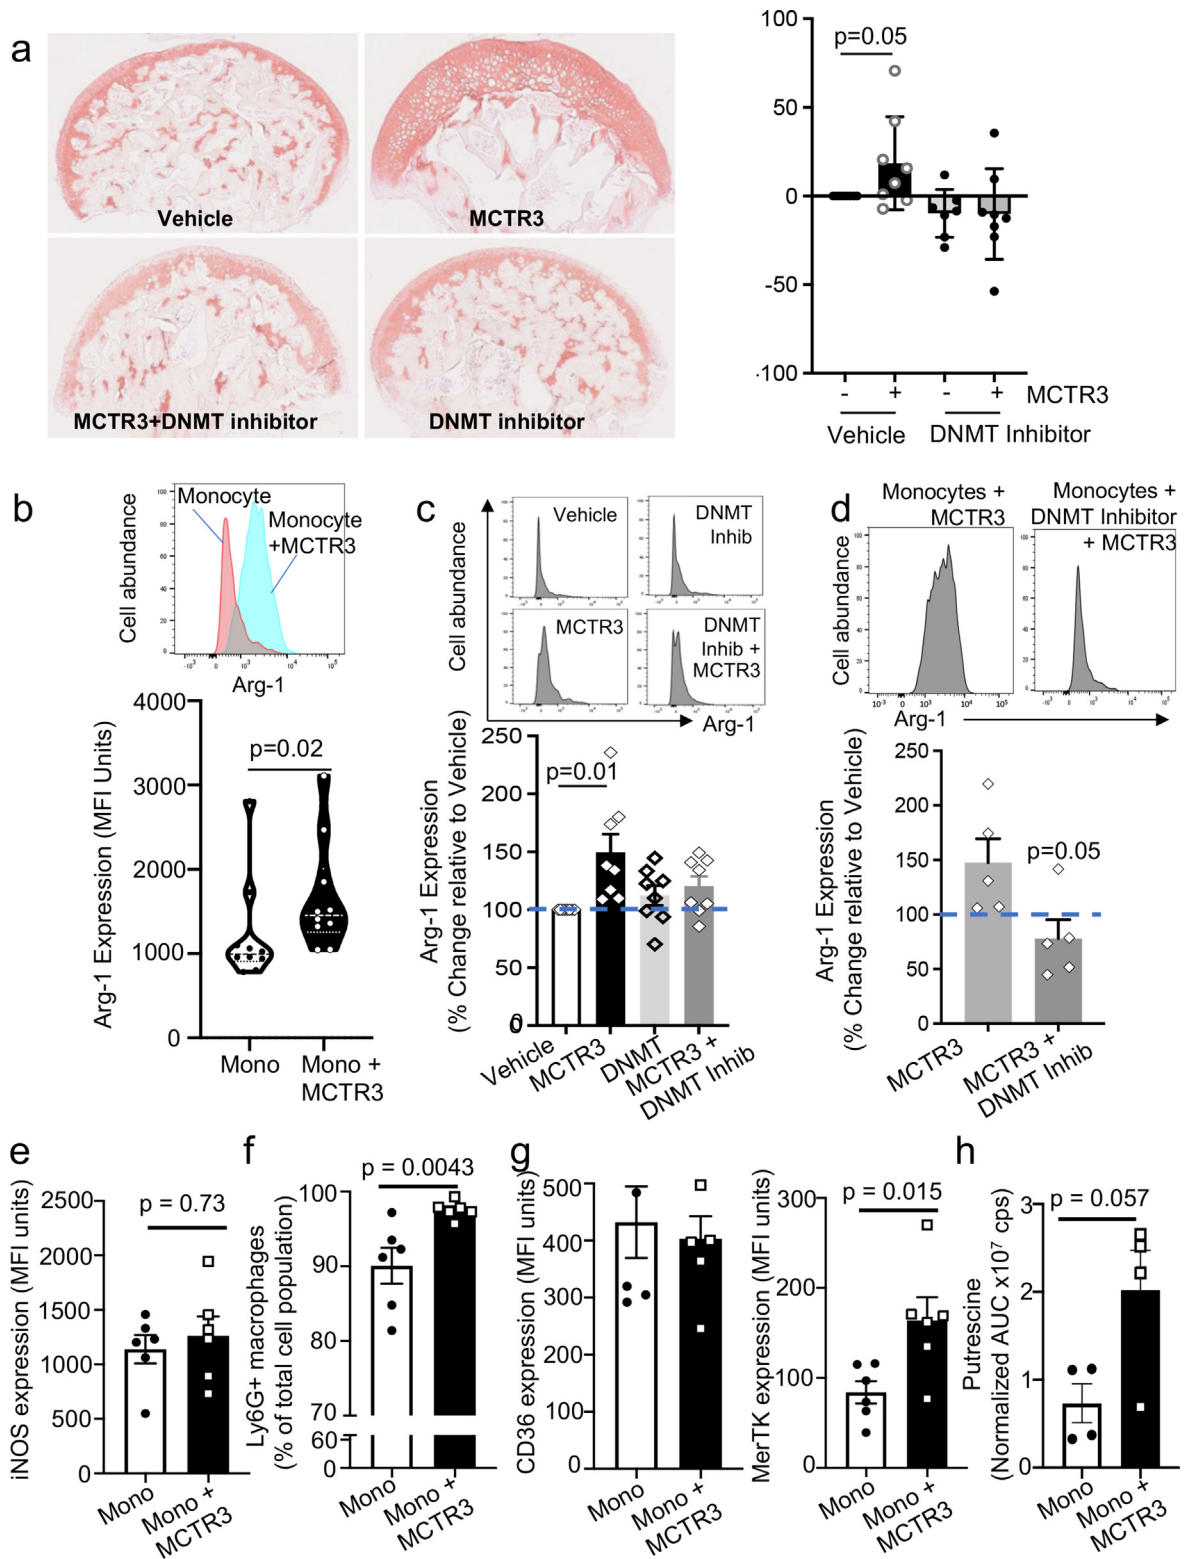 a
Vehicle
MCTR3
MCTR3+DNMT inhibitor
DNMT inhibitor
100
50
0
-50
·100
p=0.05
- + - + MCTR3
Vehicle DNMT Inhibitor
b
Cell abundance
Monocyte
Monocyte
+MCTR3
Arg-1
Arg-1 Expression (MFI Units)
4000
3000
2000
1000
0
p=0.02
Mono
Mono +
MCTR3
c
Cell abundance
Vehicle
DNMT
Inhib
MCTR3
DNMT
Inhib +
MCTR3
Arg-1
Arg-1 Expression
(% Change relative to Vehicle)
250
200
150
100
50
0
p=0.01
Vehicle
MCTR3
DNMT
MCTR3 +
DNMT Inhib
d
Monocytes +
MCTR3
Monocytes +
DNMT Inhibitor
+ MCTR3
Cell abundance
Arg-1
Arg-1 Expression
(% Change relative to Vehicle)
250
200
150
100
50
0
p=0.05
MCTR3
MCTR3 +
DNMT Inhib
e
iNOS expression (MFI units)
2500
2000
1500
1000
500
0
p = 0.73
Mono
Mono +
MCTR3
f
Ly6G+ macrophages
(% of total cell population)
100
90
80
70
60
0
p = 0.0043
Mono
Mono +
MCTR3
g
CD36 expression (MFI units)
500
400
300
200
100
0
Mono
Mono +
MCTR3
MerTK expression (MFI units)
300
200
100
0
p = 0.015
Mono
Mono +
MCTR3
h
Putrescine
(Normalized AUC x10⁷ cps)
3
2
1
0
p = 0.057
Mono
Mono +
MCTR3